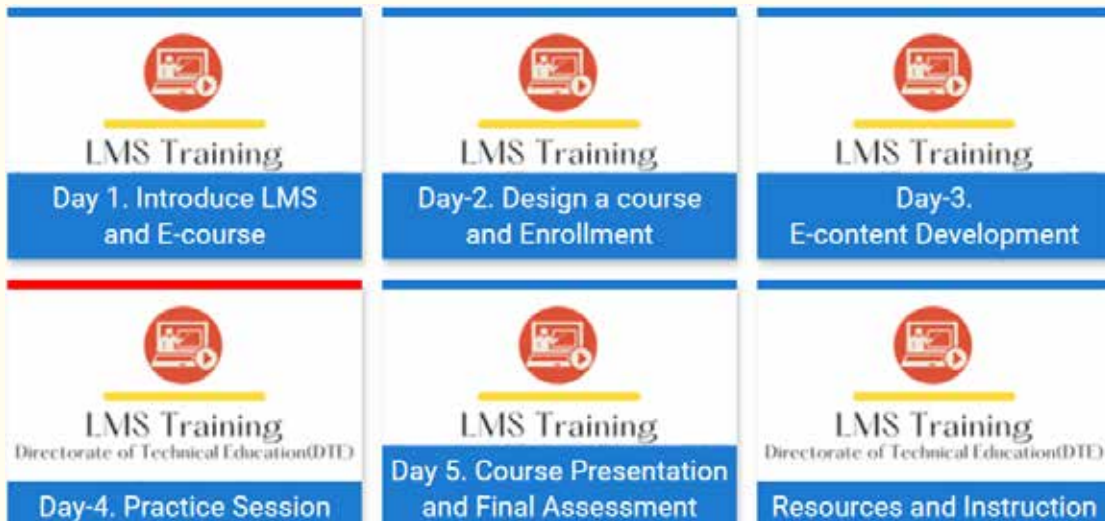 LMS Training
Day 1. Introduce LMS
and E-course
LMS Training
Day-2. Design a course
and Enrollment
LMS Training
Day-3.
E-content Development
LMS Training
Directorate of Technical Education(DTE)
Day-4. Practice Session
LMS Training
Day 5. Course Presentation
and Final Assessment
LMS Training
Directorate of Technical Education(DTE)
Resources and Instruction